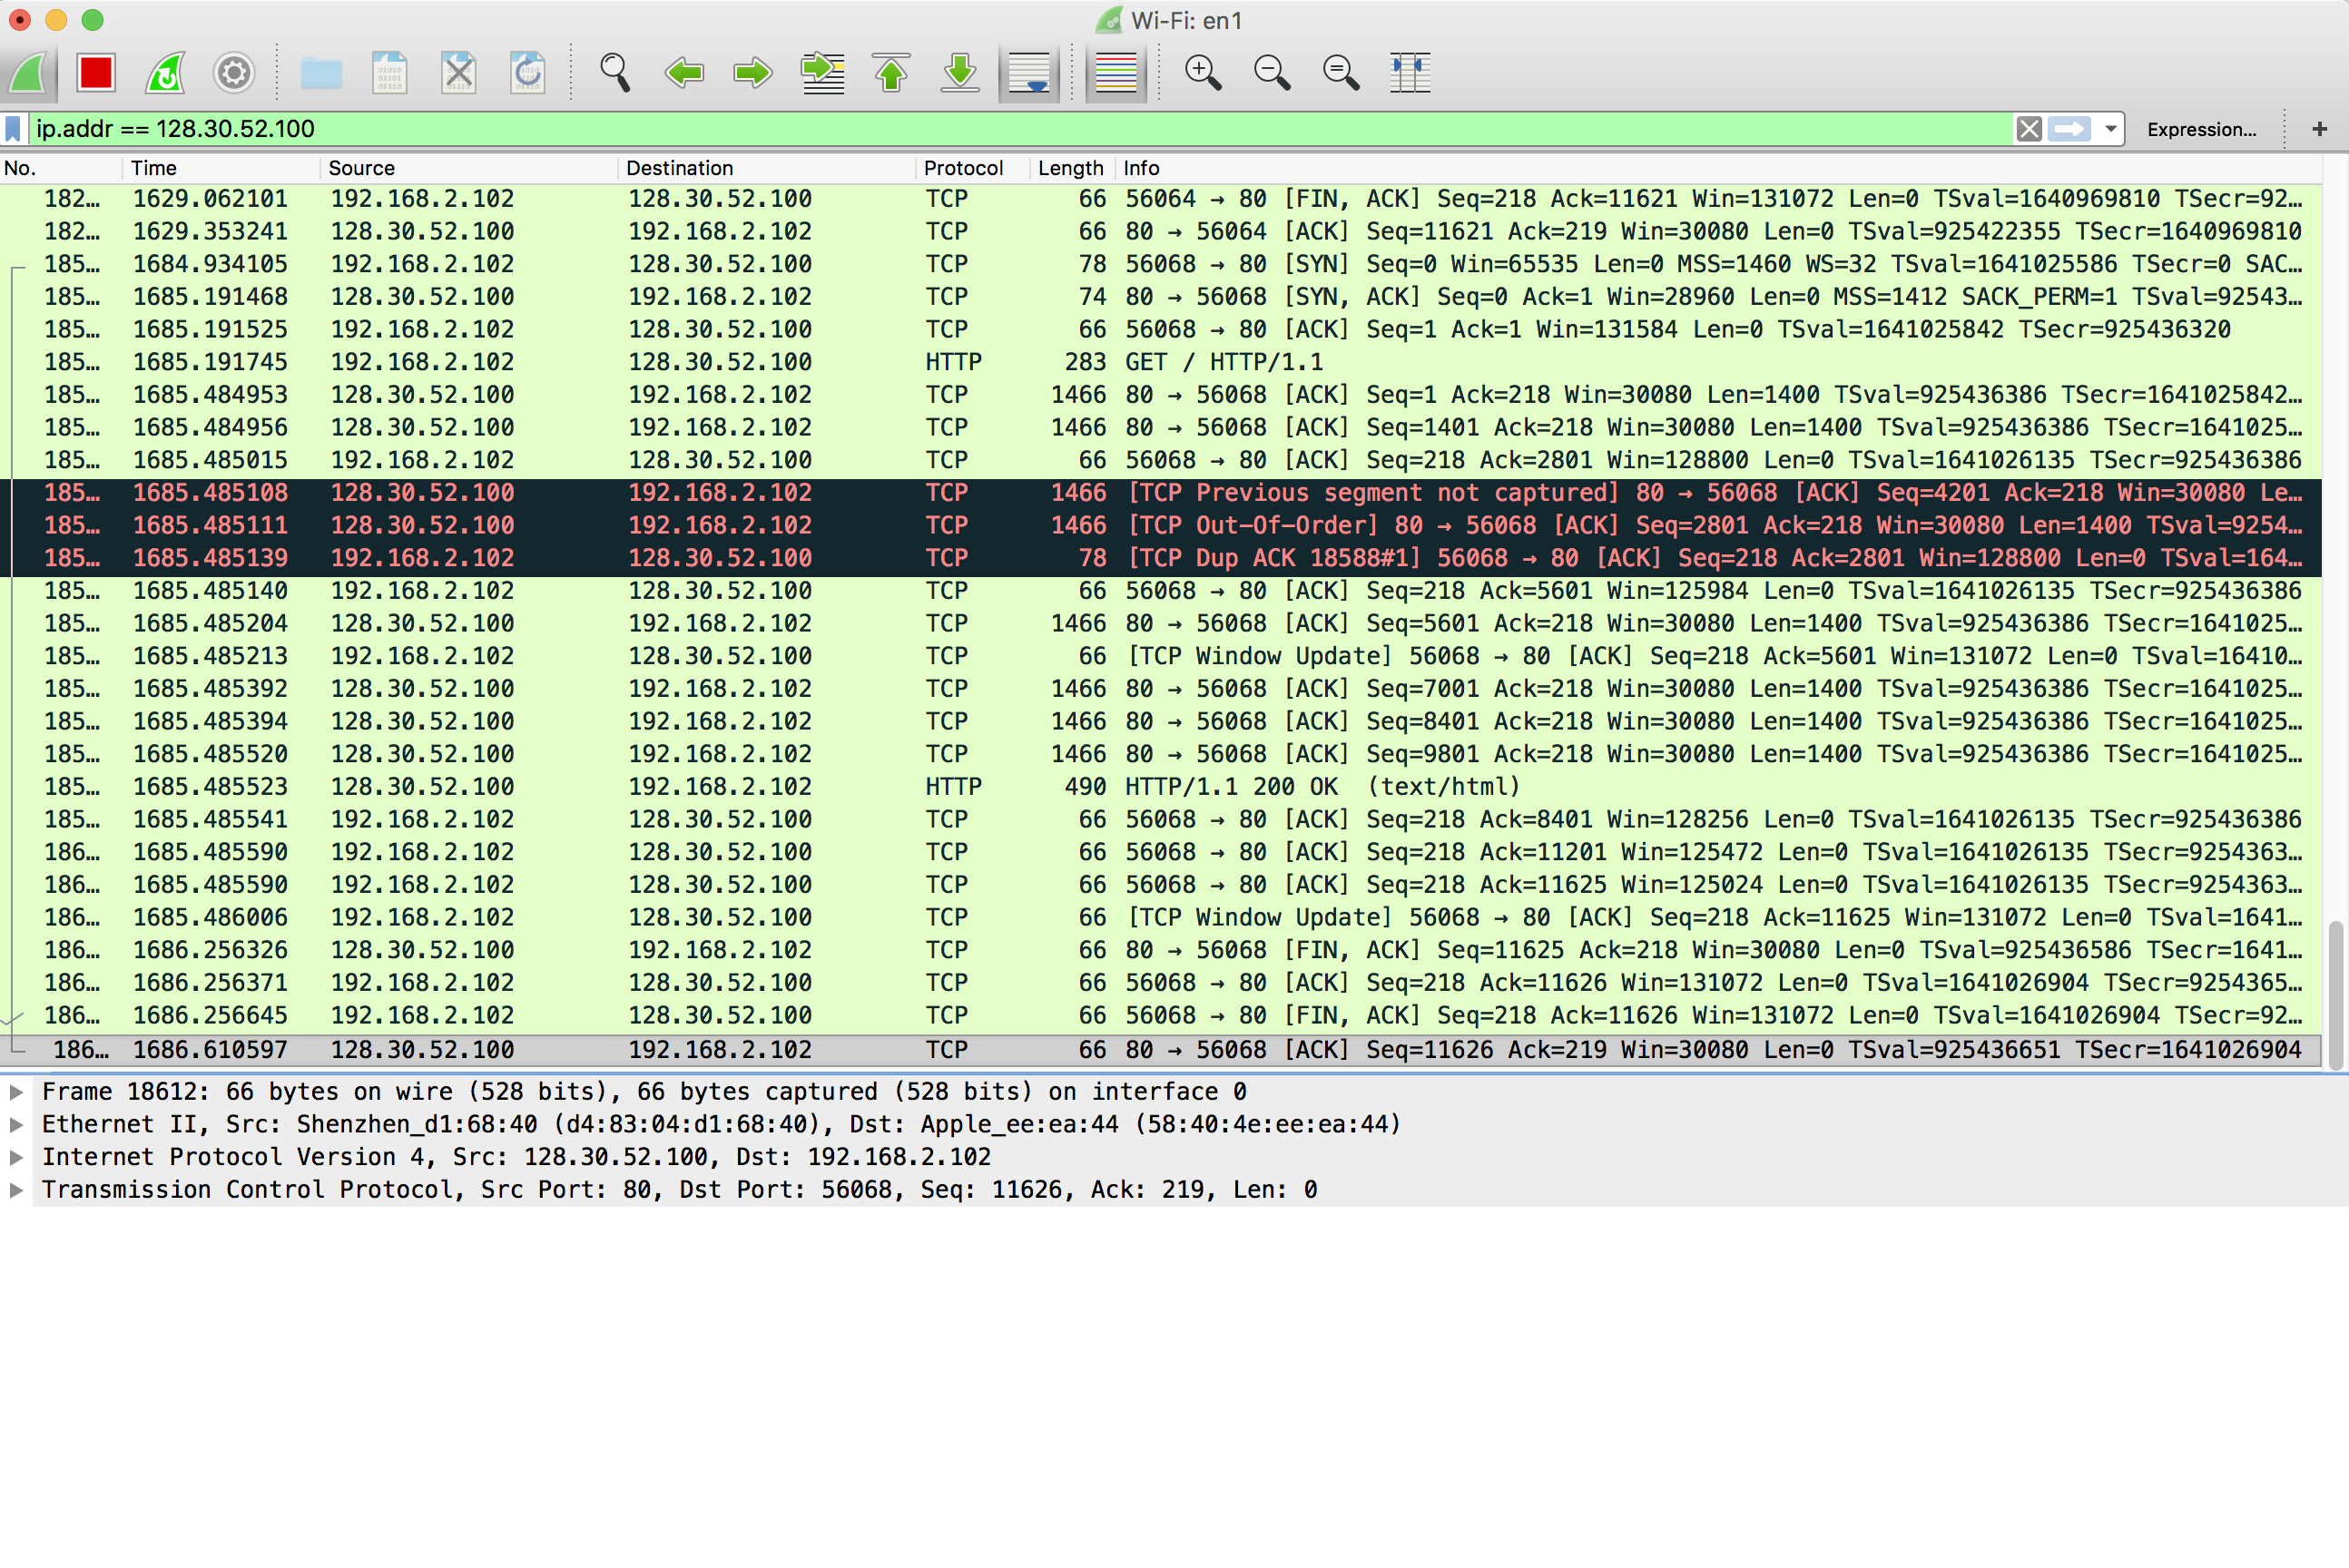 Wi-Fi: en1
ip.addr == 128.30.52.100 Expression... +
No. Time Source Destination Protocol Length Info
182... 1629.062101 192.168.2.102 128.30.52.100 TCP 66 56064 → 80 [FIN, ACK] Seq=218 Ack=11621 Win=131072 Len=0 TSval=1640969810 TSecr=92...
182... 1629.353241 128.30.52.100 192.168.2.102 TCP 66 80 → 56064 [ACK] Seq=11621 Ack=219 Win=30080 Len=0 TSval=925422355 TSecr=1640969810
185... 1684.934105 192.168.2.102 128.30.52.100 TCP 78 56068 → 80 [SYN] Seq=0 Win=65535 Len=0 MSS=1460 WS=32 TSval=1641025586 TSecr=0 SAC...
185... 1685.191468 128.30.52.100 192.168.2.102 TCP 74 80 → 56068 [SYN, ACK] Seq=0 Ack=1 Win=28960 Len=0 MSS=1412 SACK_PERM=1 TSval=92543...
185... 1685.191525 192.168.2.102 128.30.52.100 TCP 66 56068 → 80 [ACK] Seq=1 Ack=1 Win=131584 Len=0 TSval=1641025842 TSecr=925436320
185... 1685.191745 192.168.2.102 128.30.52.100 HTTP 283 GET / HTTP/1.1
185... 1685.484953 128.30.52.100 192.168.2.102 TCP 1466 80 → 56068 [ACK] Seq=1 Ack=218 Win=30080 Len=1400 TSval=925436386 TSecr=1641025842...
185... 1685.484956 128.30.52.100 192.168.2.102 TCP 1466 80 → 56068 [ACK] Seq=1401 Ack=218 Win=30080 Len=1400 TSval=925436386 TSecr=1641025...
185... 1685.485015 192.168.2.102 128.30.52.100 TCP 66 56068 → 80 [ACK] Seq=218 Ack=2801 Win=128800 Len=0 TSval=1641026135 TSecr=925436386
185... 1685.485108 128.30.52.100 192.168.2.102 TCP 1466 [TCP Previous segment not captured] 80 → 56068 [ACK] Seq=4201 Ack=218 Win=30080 Le...
185... 1685.485111 128.30.52.100 192.168.2.102 TCP 1466 [TCP Out-Of-Order] 80 → 56068 [ACK] Seq=2801 Ack=218 Win=30080 Len=1400 TSval=9254...
185... 1685.485139 192.168.2.102 128.30.52.100 TCP 78 [TCP Dup ACK 18588#1] 56068 → 80 [ACK] Seq=218 Ack=2801 Win=128800 Len=0 TSval=164...
185... 1685.485140 192.168.2.102 128.30.52.100 TCP 66 56068 → 80 [ACK] Seq=218 Ack=5601 Win=125984 Len=0 TSval=1641026135 TSecr=925436386
185... 1685.485204 128.30.52.100 192.168.2.102 TCP 1466 80 → 56068 [ACK] Seq=5601 Ack=218 Win=30080 Len=1400 TSval=925436386 TSecr=1641025...
185... 1685.485213 192.168.2.102 128.30.52.100 TCP 66 [TCP Window Update] 56068 → 80 [ACK] Seq=218 Ack=5601 Win=131072 Len=0 TSval=16410...
185... 1685.485392 128.30.52.100 192.168.2.102 TCP 1466 80 → 56068 [ACK] Seq=7001 Ack=218 Win=30080 Len=1400 TSval=925436386 TSecr=1641025...
185... 1685.485394 128.30.52.100 192.168.2.102 TCP 1466 80 → 56068 [ACK] Seq=8401 Ack=218 Win=30080 Len=1400 TSval=925436386 TSecr=1641025...
185... 1685.485520 128.30.52.100 192.168.2.102 TCP 1466 80 → 56068 [ACK] Seq=9801 Ack=218 Win=30080 Len=1400 TSval=925436386 TSecr=1641025...
185... 1685.485523 128.30.52.100 192.168.2.102 HTTP 490 HTTP/1.1 200 OK (text/html)
185... 1685.485541 192.168.2.102 128.30.52.100 TCP 66 56068 → 80 [ACK] Seq=218 Ack=8401 Win=128256 Len=0 TSval=1641026135 TSecr=925436386
186... 1685.485590 192.168.2.102 128.30.52.100 TCP 66 56068 → 80 [ACK] Seq=218 Ack=11201 Win=125472 Len=0 TSval=1641026135 TSecr=9254363...
186... 1685.485590 192.168.2.102 128.30.52.100 TCP 66 56068 → 80 [ACK] Seq=218 Ack=11625 Win=125024 Len=0 TSval=1641026135 TSecr=9254363...
186... 1685.486006 192.168.2.102 128.30.52.100 TCP 66 [TCP Window Update] 56068 → 80 [ACK] Seq=218 Ack=11625 Win=131072 Len=0 TSval=1641...
186... 1686.256326 128.30.52.100 192.168.2.102 TCP 66 80 → 56068 [FIN, ACK] Seq=11625 Ack=218 Win=30080 Len=0 TSval=925436586 TSecr=1641...
186... 1686.256371 192.168.2.102 128.30.52.100 TCP 66 56068 → 80 [ACK] Seq=218 Ack=11626 Win=131072 Len=0 TSval=1641026904 TSecr=9254365...
186... 1686.256645 192.168.2.102 128.30.52.100 TCP 66 56068 → 80 [FIN, ACK] Seq=218 Ack=11626 Win=131072 Len=0 TSval=1641026904 TSecr=92...
186... 1686.610597 128.30.52.100 192.168.2.102 TCP 66 80 → 56068 [ACK] Seq=11626 Ack=219 Win=30080 Len=0 TSval=925436651 TSecr=1641026904
Frame 18612: 66 bytes on wire (528 bits), 66 bytes captured (528 bits) on interface 0
Ethernet II, Src: Shenzhen_d1:68:40 (d4:83:04:d1:68:40), Dst: Apple_ee:ea:44 (58:40:4e:ee:ea:44)
Internet Protocol Version 4, Src: 128.30.52.100, Dst: 192.168.2.102
Transmission Control Protocol, Src Port: 80, Dst Port: 56068, Seq: 11626, Ack: 219, Len: 0